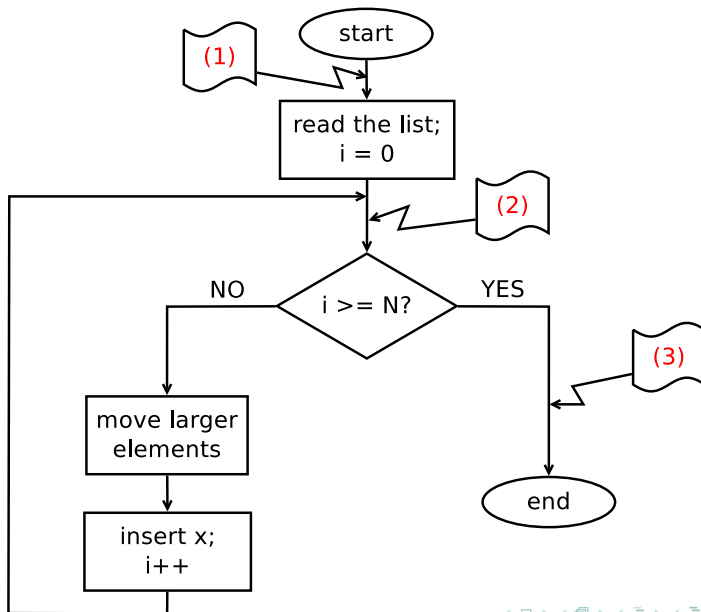 start
(1)
read the list;
i = 0
(2)
NO
i >= N?
YES
(3)
move larger
elements
end
insert x;
i++